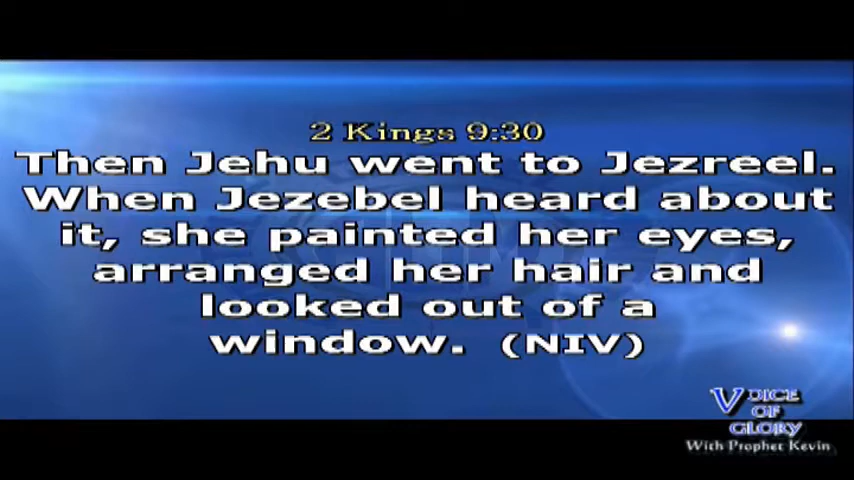 2 Kings 9:30
Then Jehu went to Jezreel.
When Jezebel heard about
it, she painted her eyes,
arranged her hair and
looked out of a
window. (NIV)
VOICE
OF
GLORY
With Prophet Kevin